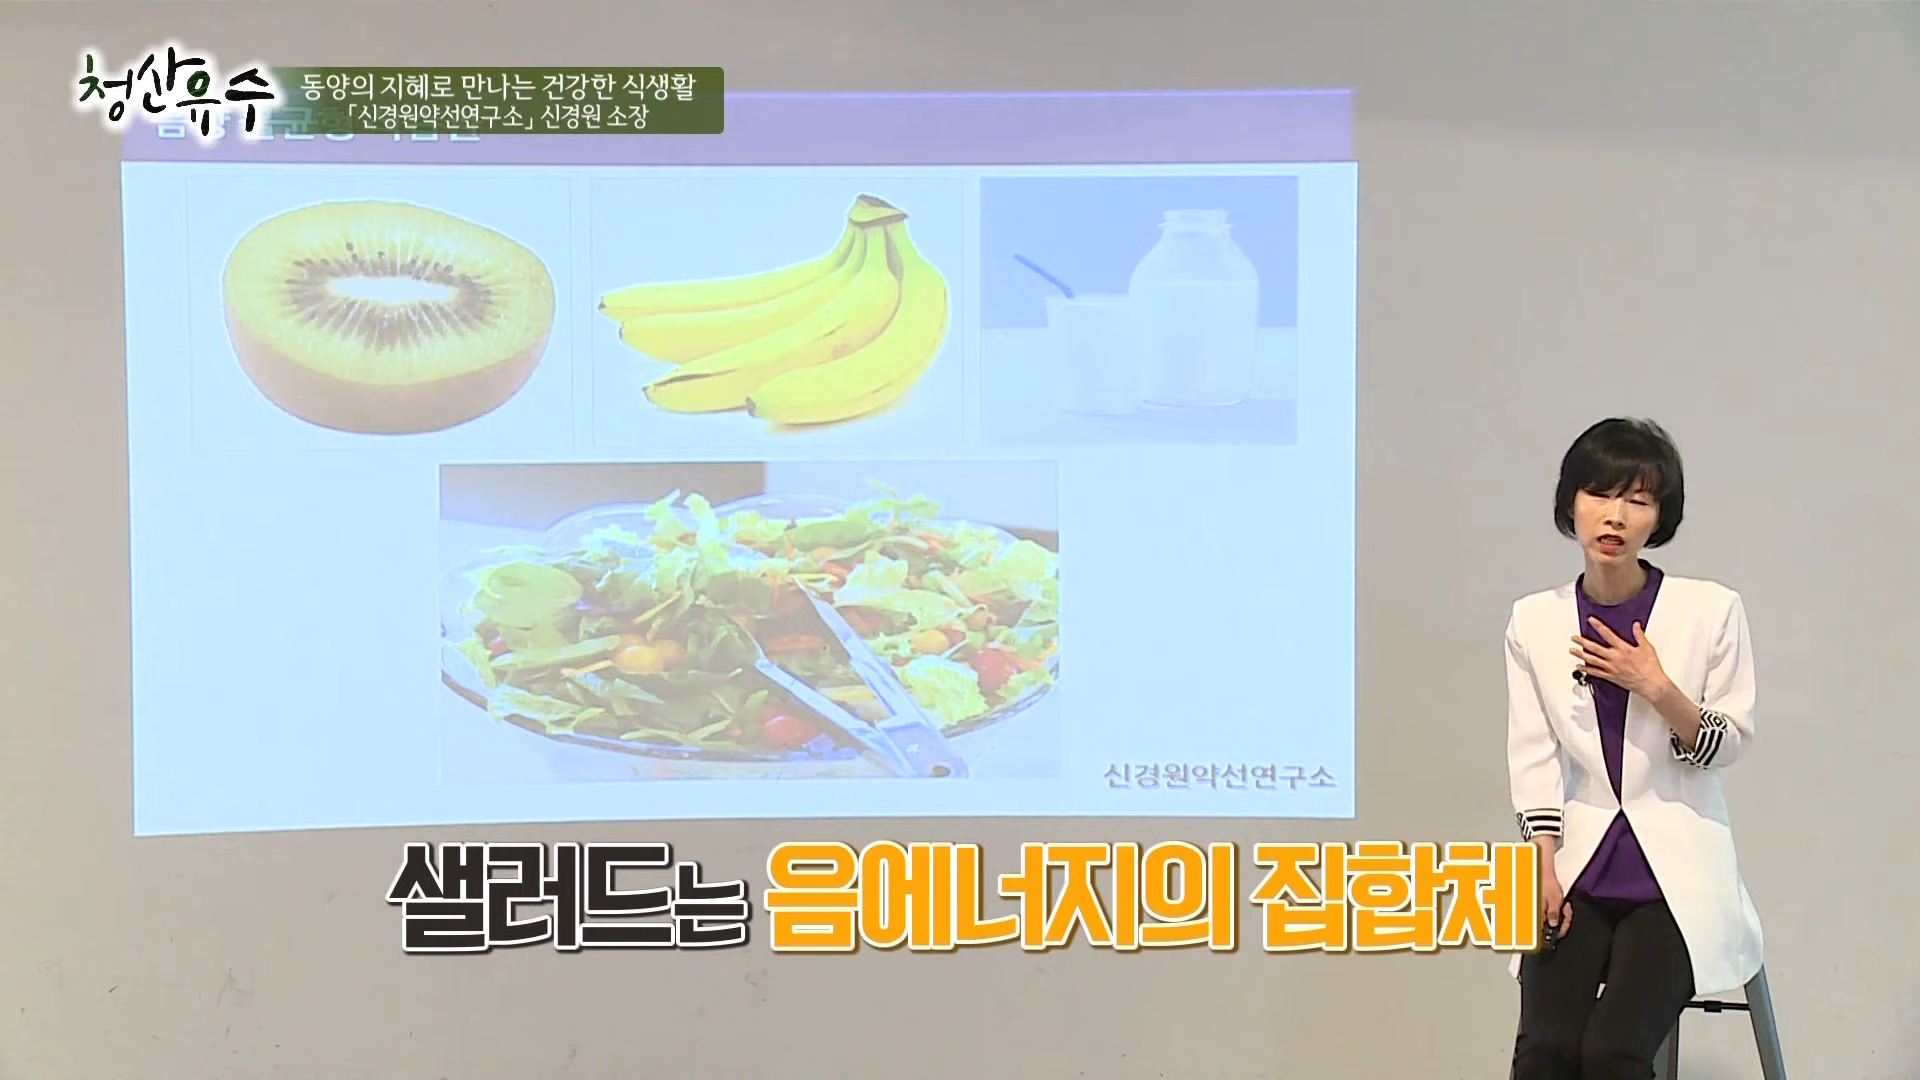 청산유수
동양의 지혜로 만나는 건강한 식생활
「신경원약선연구소」 신경원 소장
신경원약선연구소
샐러드는 음에너지의 집합체